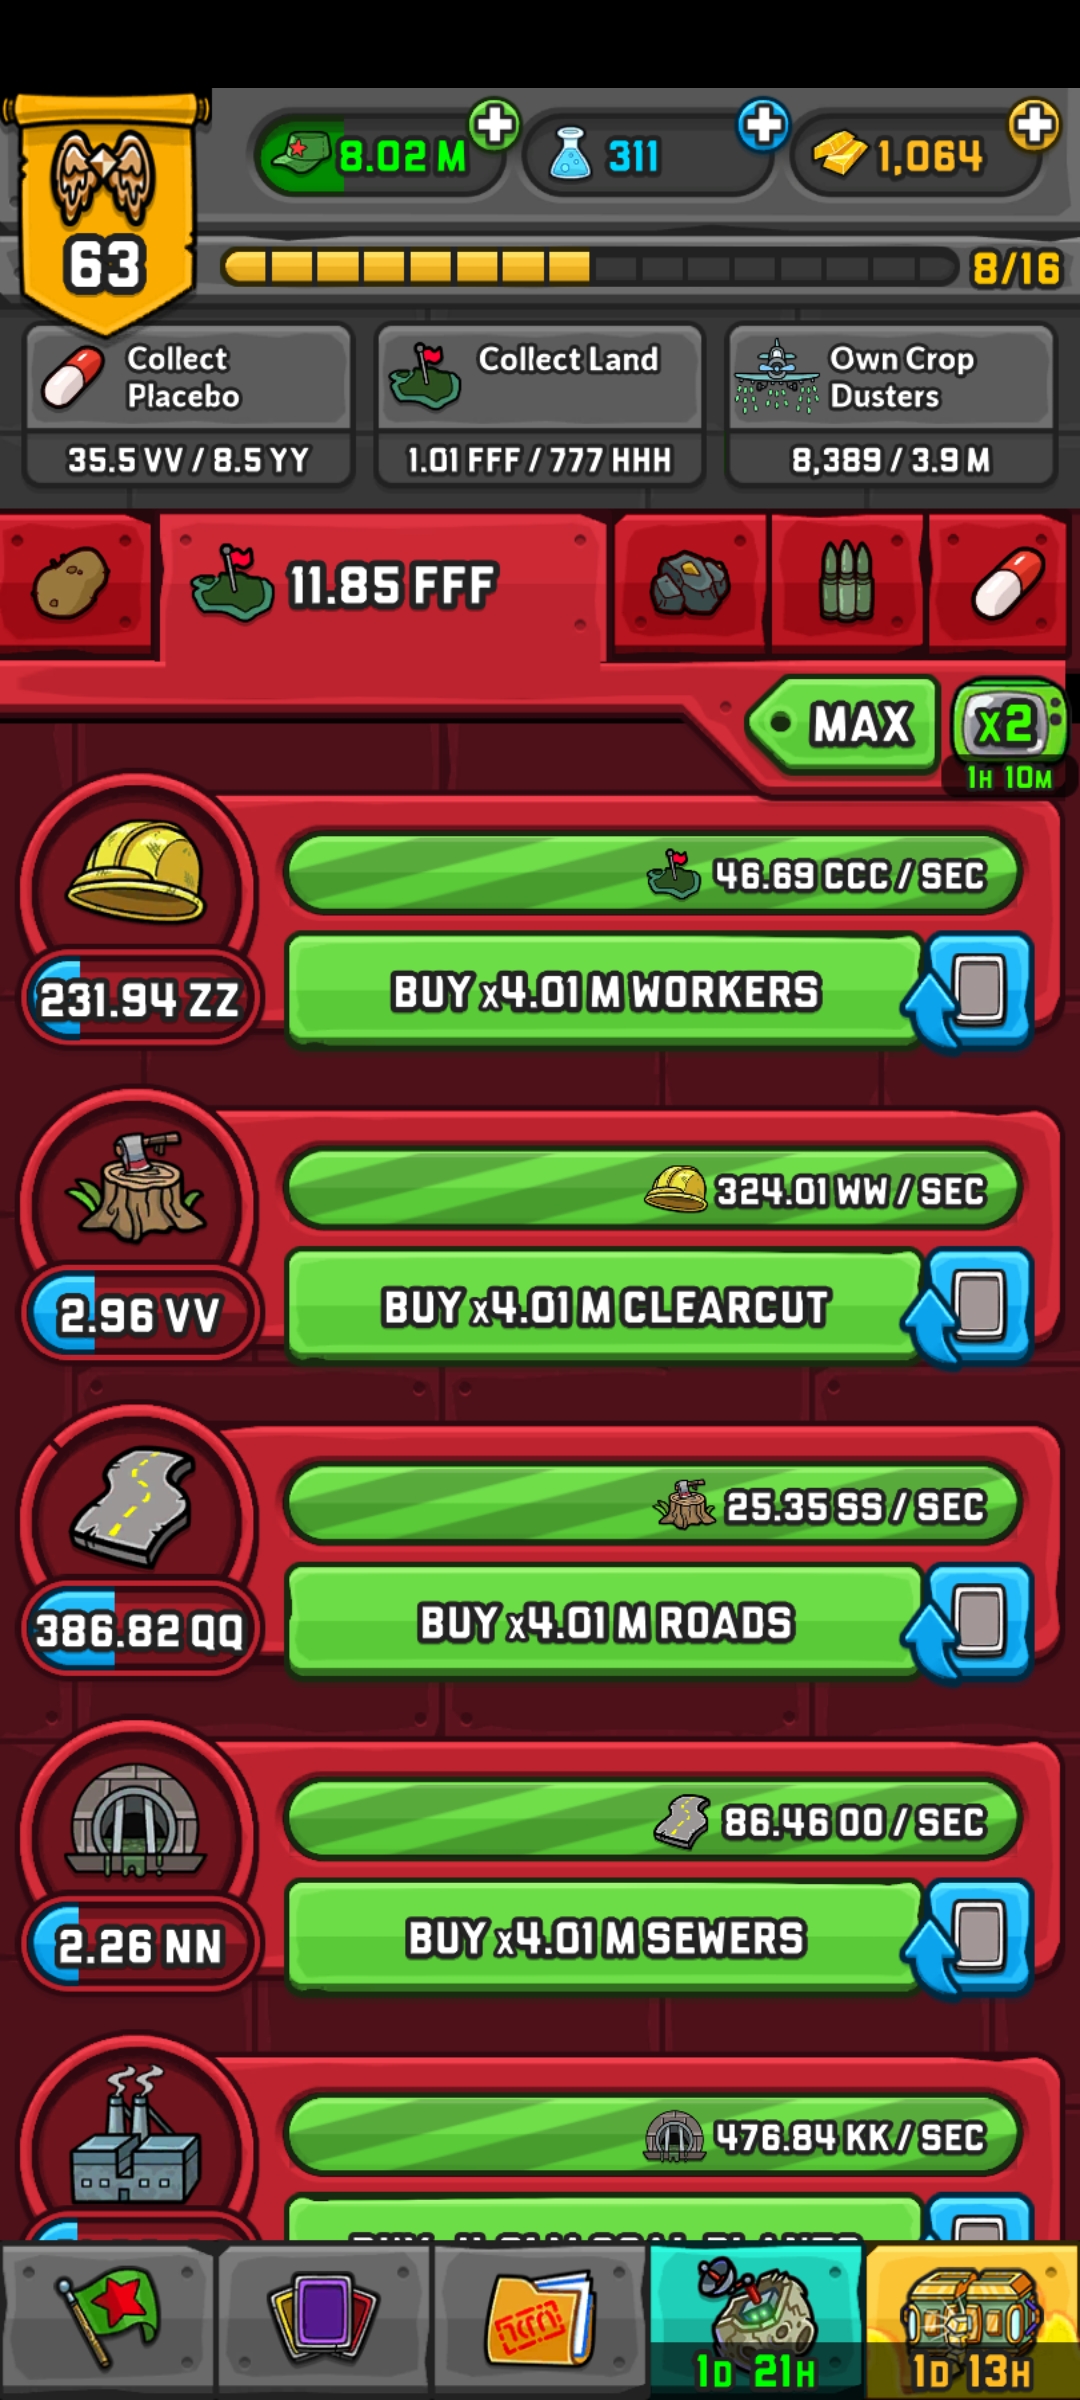 8.02 M
311
1,064
63
8/16
Collect
Placebo
35.5 VV / 8.5 YY
Collect Land
1.01 FFF / 777 HHH
Own Crop
Dusters
8,389 / 3.9 M
11.85 FFF
MAX
x2
1H 10M
46.69 CCC / SEC
231.94 ZZ
BUY x4.01 M WORKERS
324.01 WW / SEC
2.96 VV
BUY x4.01 M CLEARCUT
25.35 SS / SEC
386.82 QQ
BUY x4.01 M ROADS
86.46 OO / SEC
2.26 NN
BUY x4.01 M SEWERS
476.84 KK / SEC
1D 21H
1D 13H